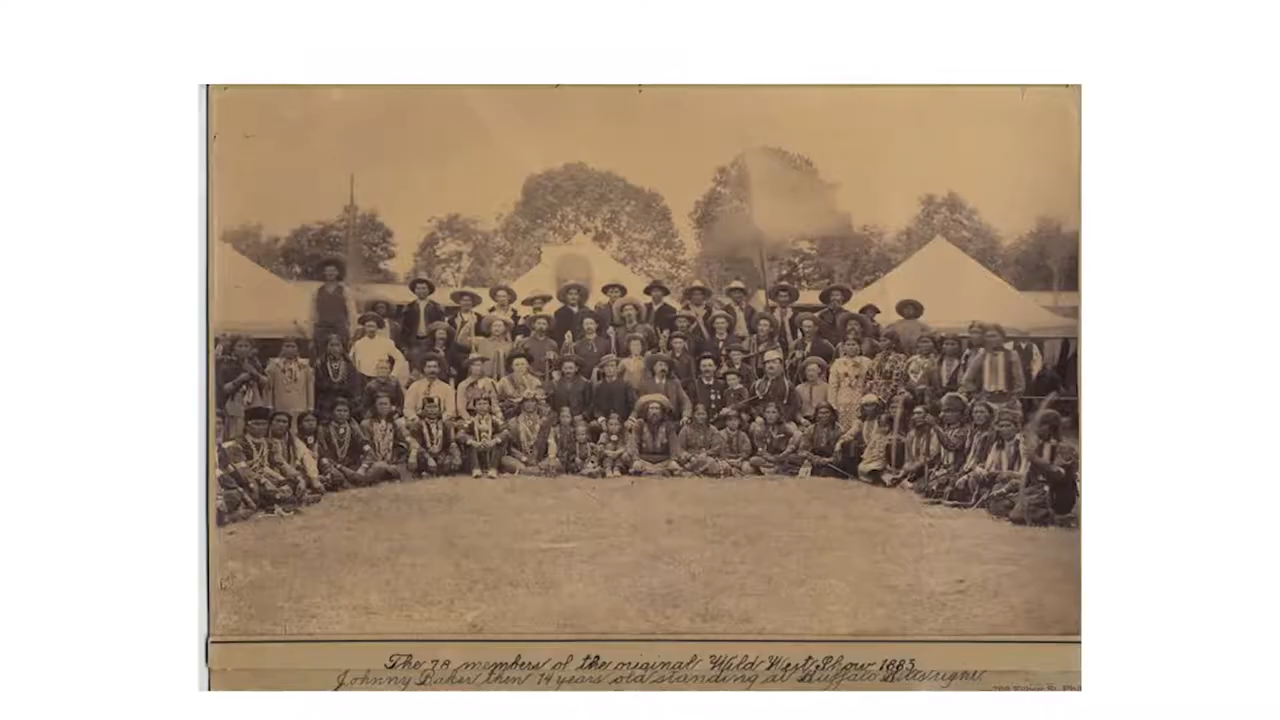 The 78 members of the original Wild West Show 1883
Johnny Baker then 14 years old standing at Buffalo Bills right